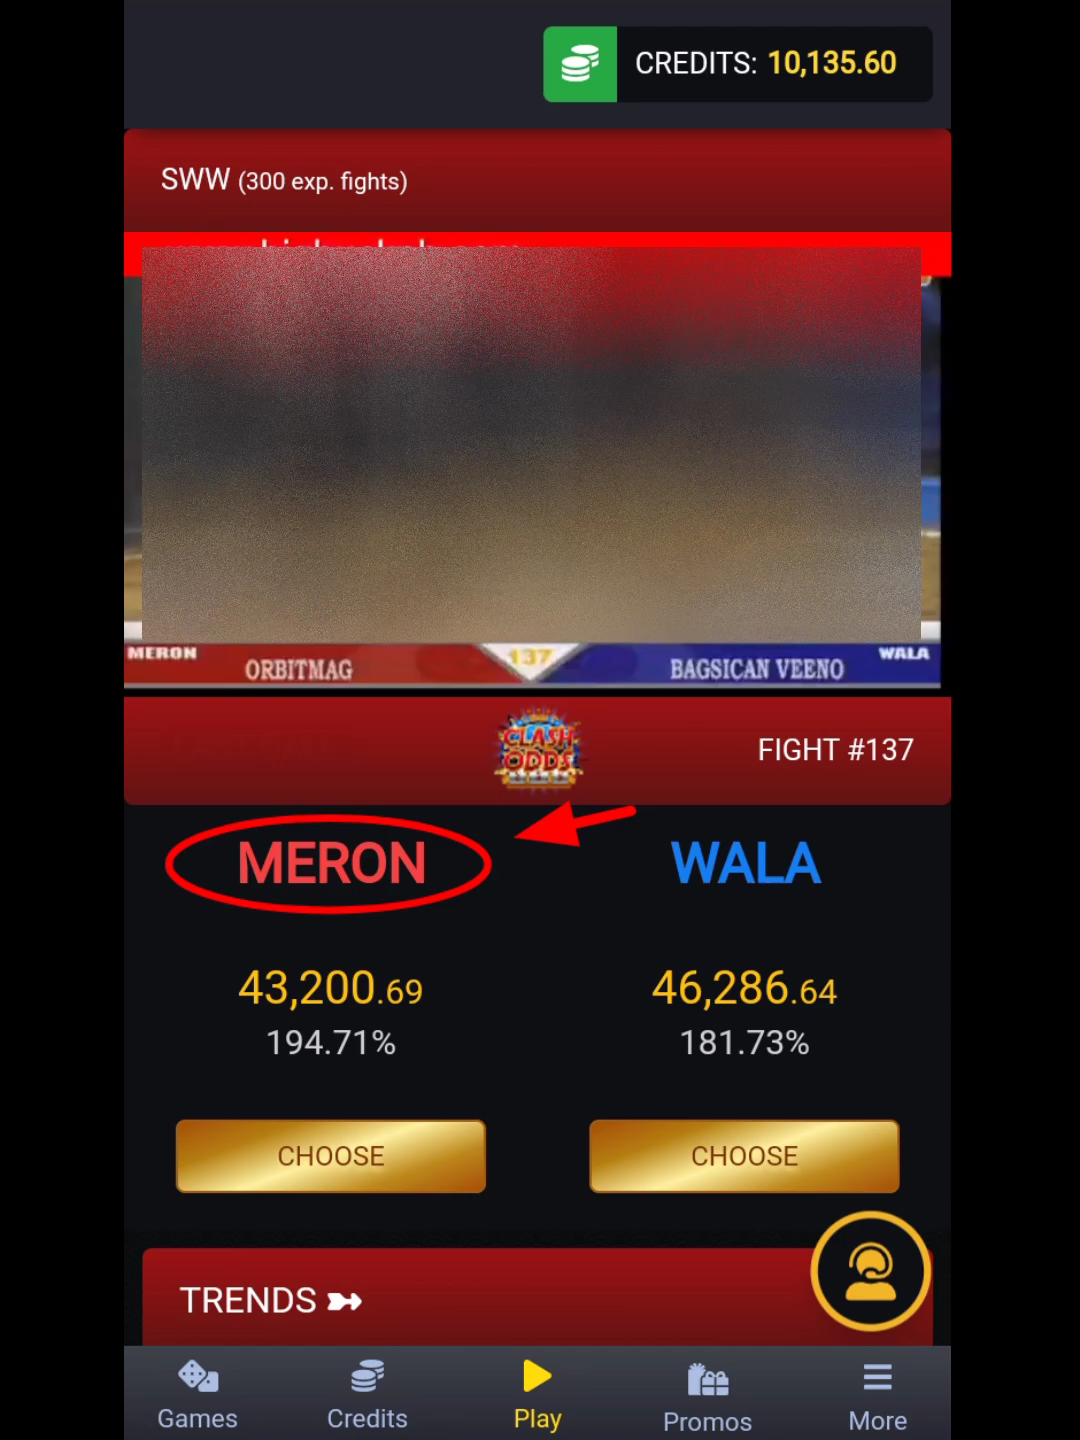 CREDITS: 10,135.60
SWW (300 exp. fights)
MERON
ORBITMAG
137
BAGSICAN VEENO
WALA
CLASH
ODDS
FIGHT #137
MERON
WALA
43,200.69
46,286.64
194.71%
181.73%
CHOOSE
CHOOSE
TRENDS
Games
Credits
Play
Promos
More